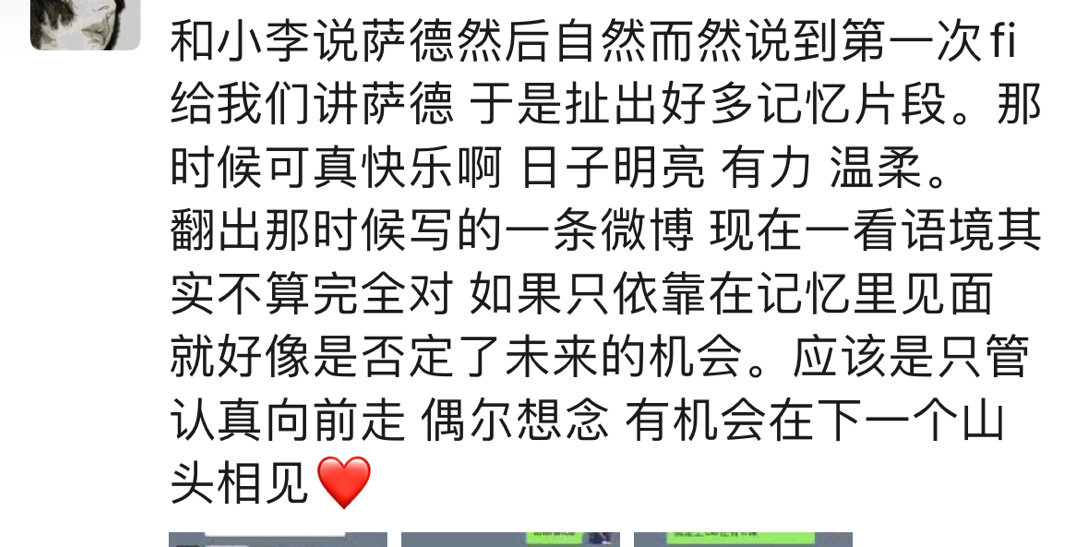 和小李说萨德然后自然而然说到第一次fi
给我们讲萨德 于是扯出好多记忆片段。那
时候可真快乐啊 日子明亮 有力 温柔。
翻出那时候写的一条微博 现在一看语境其
实不算完全对 如果只依靠在记忆里见面
就好像是否定了未来的机会。应该是只管
认真向前走 偶尔想念 有机会在下一个山
头相见❤️